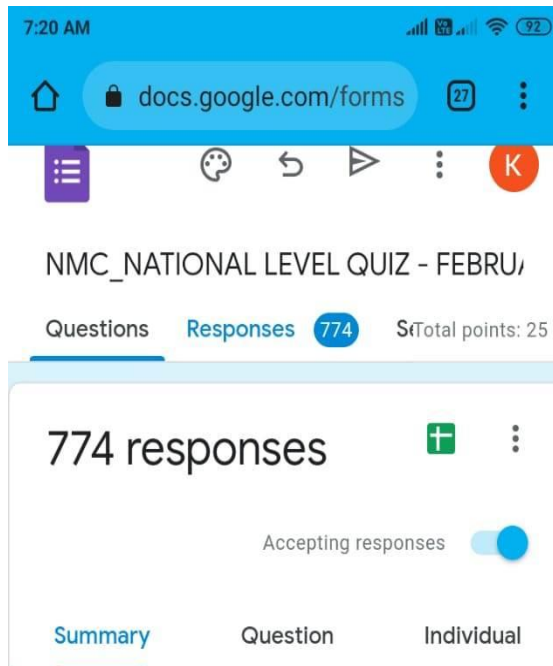 7:20 AM 92
docs.google.com/forms 27
K
NMC_NATIONAL LEVEL QUIZ - FEBRU
Questions Responses 774 Total points: 25
774 responses
Accepting responses
Summary Question Individual